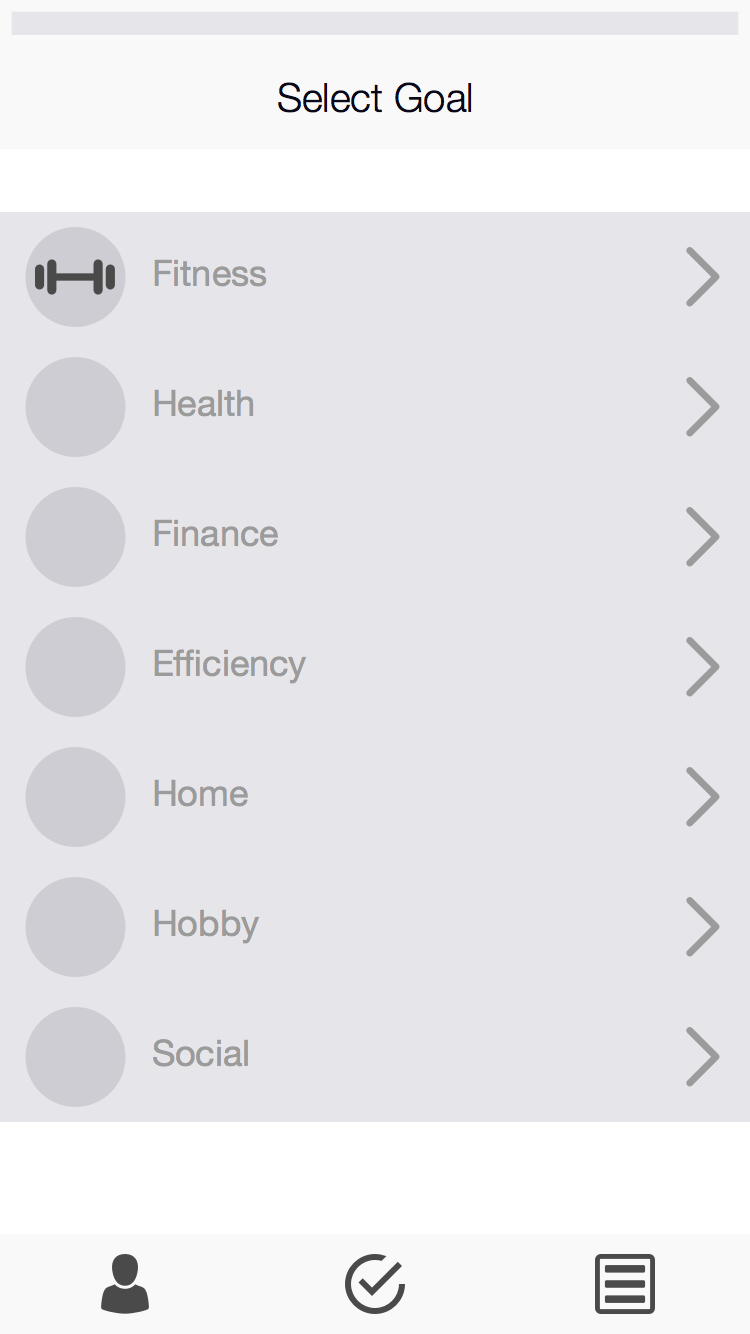 Select Goal
Fitness
Health
Finance
Efficiency
Home
Hobby
Social